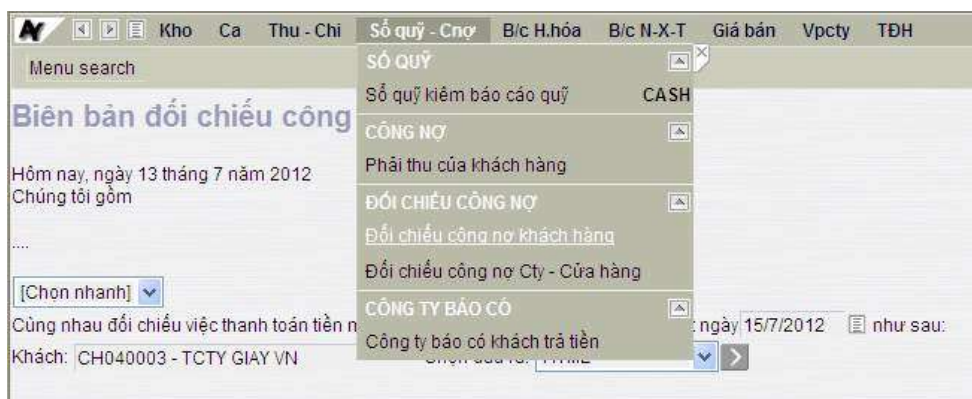 Kho Ca Thu - Chi Sổ quỹ - Cnợ B/c H.hóa B/c N-X-T Giá bán Vpcty TĐH
Menu search
SỔ QUỸ
Sổ quỹ kiêm báo cáo quỹ CASH
CÔNG NỢ
Phải thu của khách hàng
ĐỐI CHIẾU CÔNG NỢ
Đối chiếu công nợ khách hàng
Đối chiếu công nợ Cty - Cửa hàng
CÔNG TY BÁO CÓ
Công ty báo có khách trả tiền
Biên bản đối chiếu công
Hôm nay, ngày 13 tháng 7 năm 2012
Chúng tôi gồm
....
[Chọn nhanh]
Cùng nhau đối chiếu việc thanh toán tiền ngày 15/7/2012 như sau:
Khách: CH040003 - TCTY GIAY VN